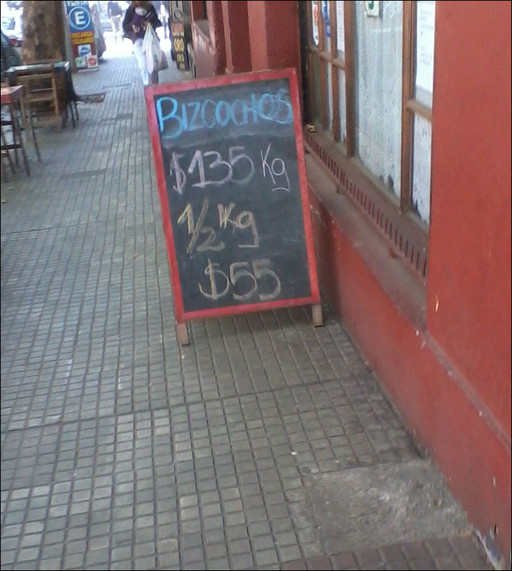 E
BIZCOCHOS
$135 Kg
1/2 Kg
$55